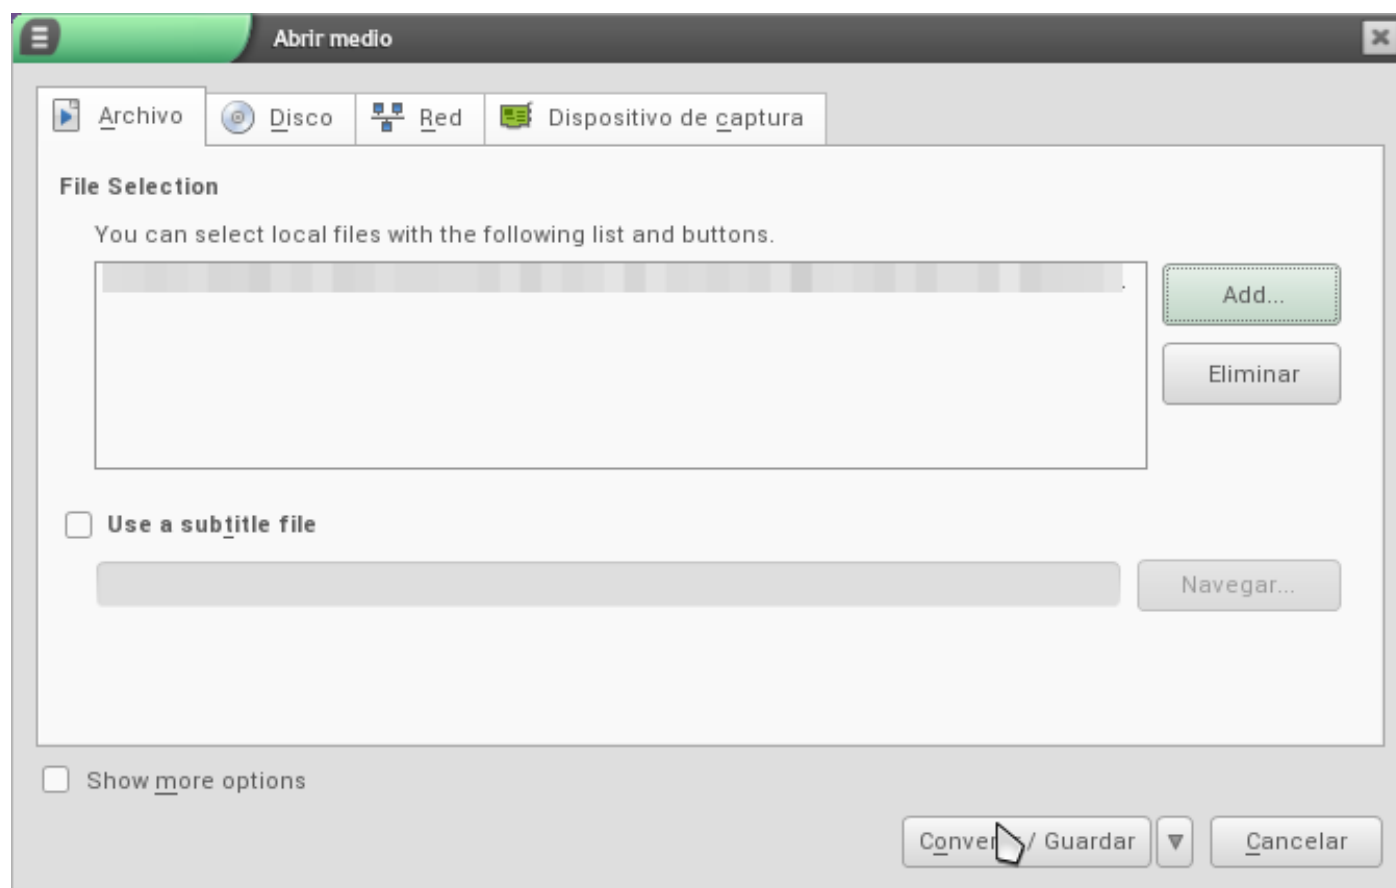 Abrir medio
Archivo Disco Red Dispositivo de captura
File Selection
You can select local files with the following list and buttons.
Add...
Eliminar
Use a subtitle file
Navegar...
Show more options
/ Guardar Cancelar